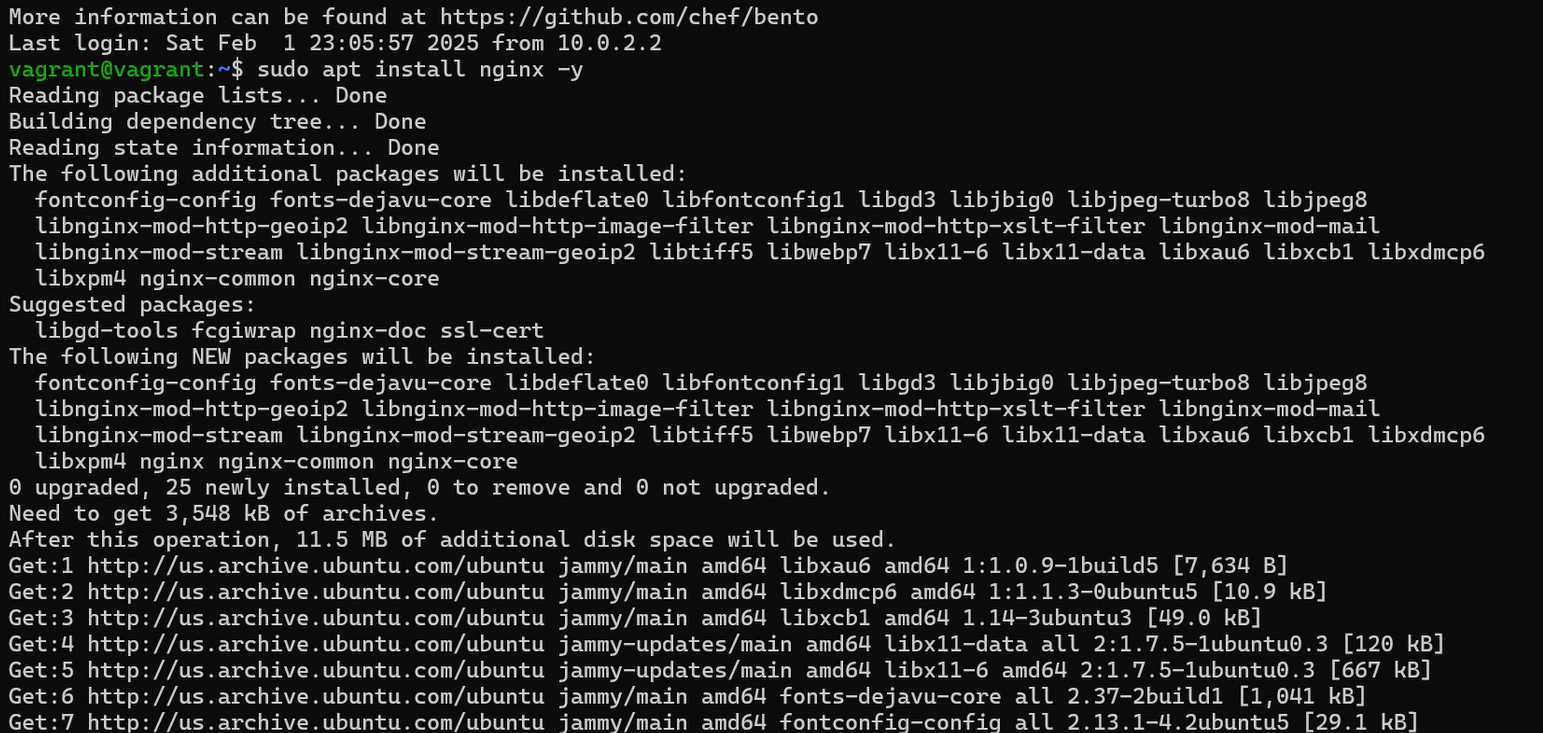 More information can be found at https://github.com/chef/bento
Last login: Sat Feb  1 23:05:57 2025 from 10.0.2.2
vagrant@vagrant:~$ sudo apt install nginx -y
Reading package lists... Done
Building dependency tree... Done
Reading state information... Done
The following additional packages will be installed:
  fontconfig-config fonts-dejavu-core libdeflate0 libfontconfig1 libgd3 libjbig0 libjpeg-turbo8 libjpeg8
  libnginx-mod-http-geoip2 libnginx-mod-http-image-filter libnginx-mod-http-xslt-filter libnginx-mod-mail
  libnginx-mod-stream libnginx-mod-stream-geoip2 libtiff5 libwebp7 libx11-6 libx11-data libxau6 libxcb1 libxdmcp6
  libxpm4 nginx-common nginx-core
Suggested packages:
  libgd-tools fcgiwrap nginx-doc ssl-cert
The following NEW packages will be installed:
  fontconfig-config fonts-dejavu-core libdeflate0 libfontconfig1 libgd3 libjbig0 libjpeg-turbo8 libjpeg8
  libnginx-mod-http-geoip2 libnginx-mod-http-image-filter libnginx-mod-http-xslt-filter libnginx-mod-mail
  libnginx-mod-stream libnginx-mod-stream-geoip2 libtiff5 libwebp7 libx11-6 libx11-data libxau6 libxcb1 libxdmcp6
  libxpm4 nginx nginx-common nginx-core
0 upgraded, 25 newly installed, 0 to remove and 0 not upgraded.
Need to get 3,548 kB of archives.
After this operation, 11.5 MB of additional disk space will be used.
Get:1 http://us.archive.ubuntu.com/ubuntu jammy/main amd64 libxau6 amd64 1:1.0.9-1build5 [7,634 B]
Get:2 http://us.archive.ubuntu.com/ubuntu jammy/main amd64 libxdmcp6 amd64 1:1.1.3-0ubuntu5 [10.9 kB]
Get:3 http://us.archive.ubuntu.com/ubuntu jammy/main amd64 libxcb1 amd64 1.14-3ubuntu3 [49.0 kB]
Get:4 http://us.archive.ubuntu.com/ubuntu jammy-updates/main amd64 libx11-data all 2:1.7.5-1ubuntu0.3 [120 kB]
Get:5 http://us.archive.ubuntu.com/ubuntu jammy-updates/main amd64 libx11-6 amd64 2:1.7.5-1ubuntu0.3 [667 kB]
Get:6 http://us.archive.ubuntu.com/ubuntu jammy/main amd64 fonts-dejavu-core all 2.37-2build1 [1,041 kB]
Get:7 http://us.archive.ubuntu.com/ubuntu jammy/main amd64 fontconfig-config all 2.13.1-4.2ubuntu5 [29.1 kB]